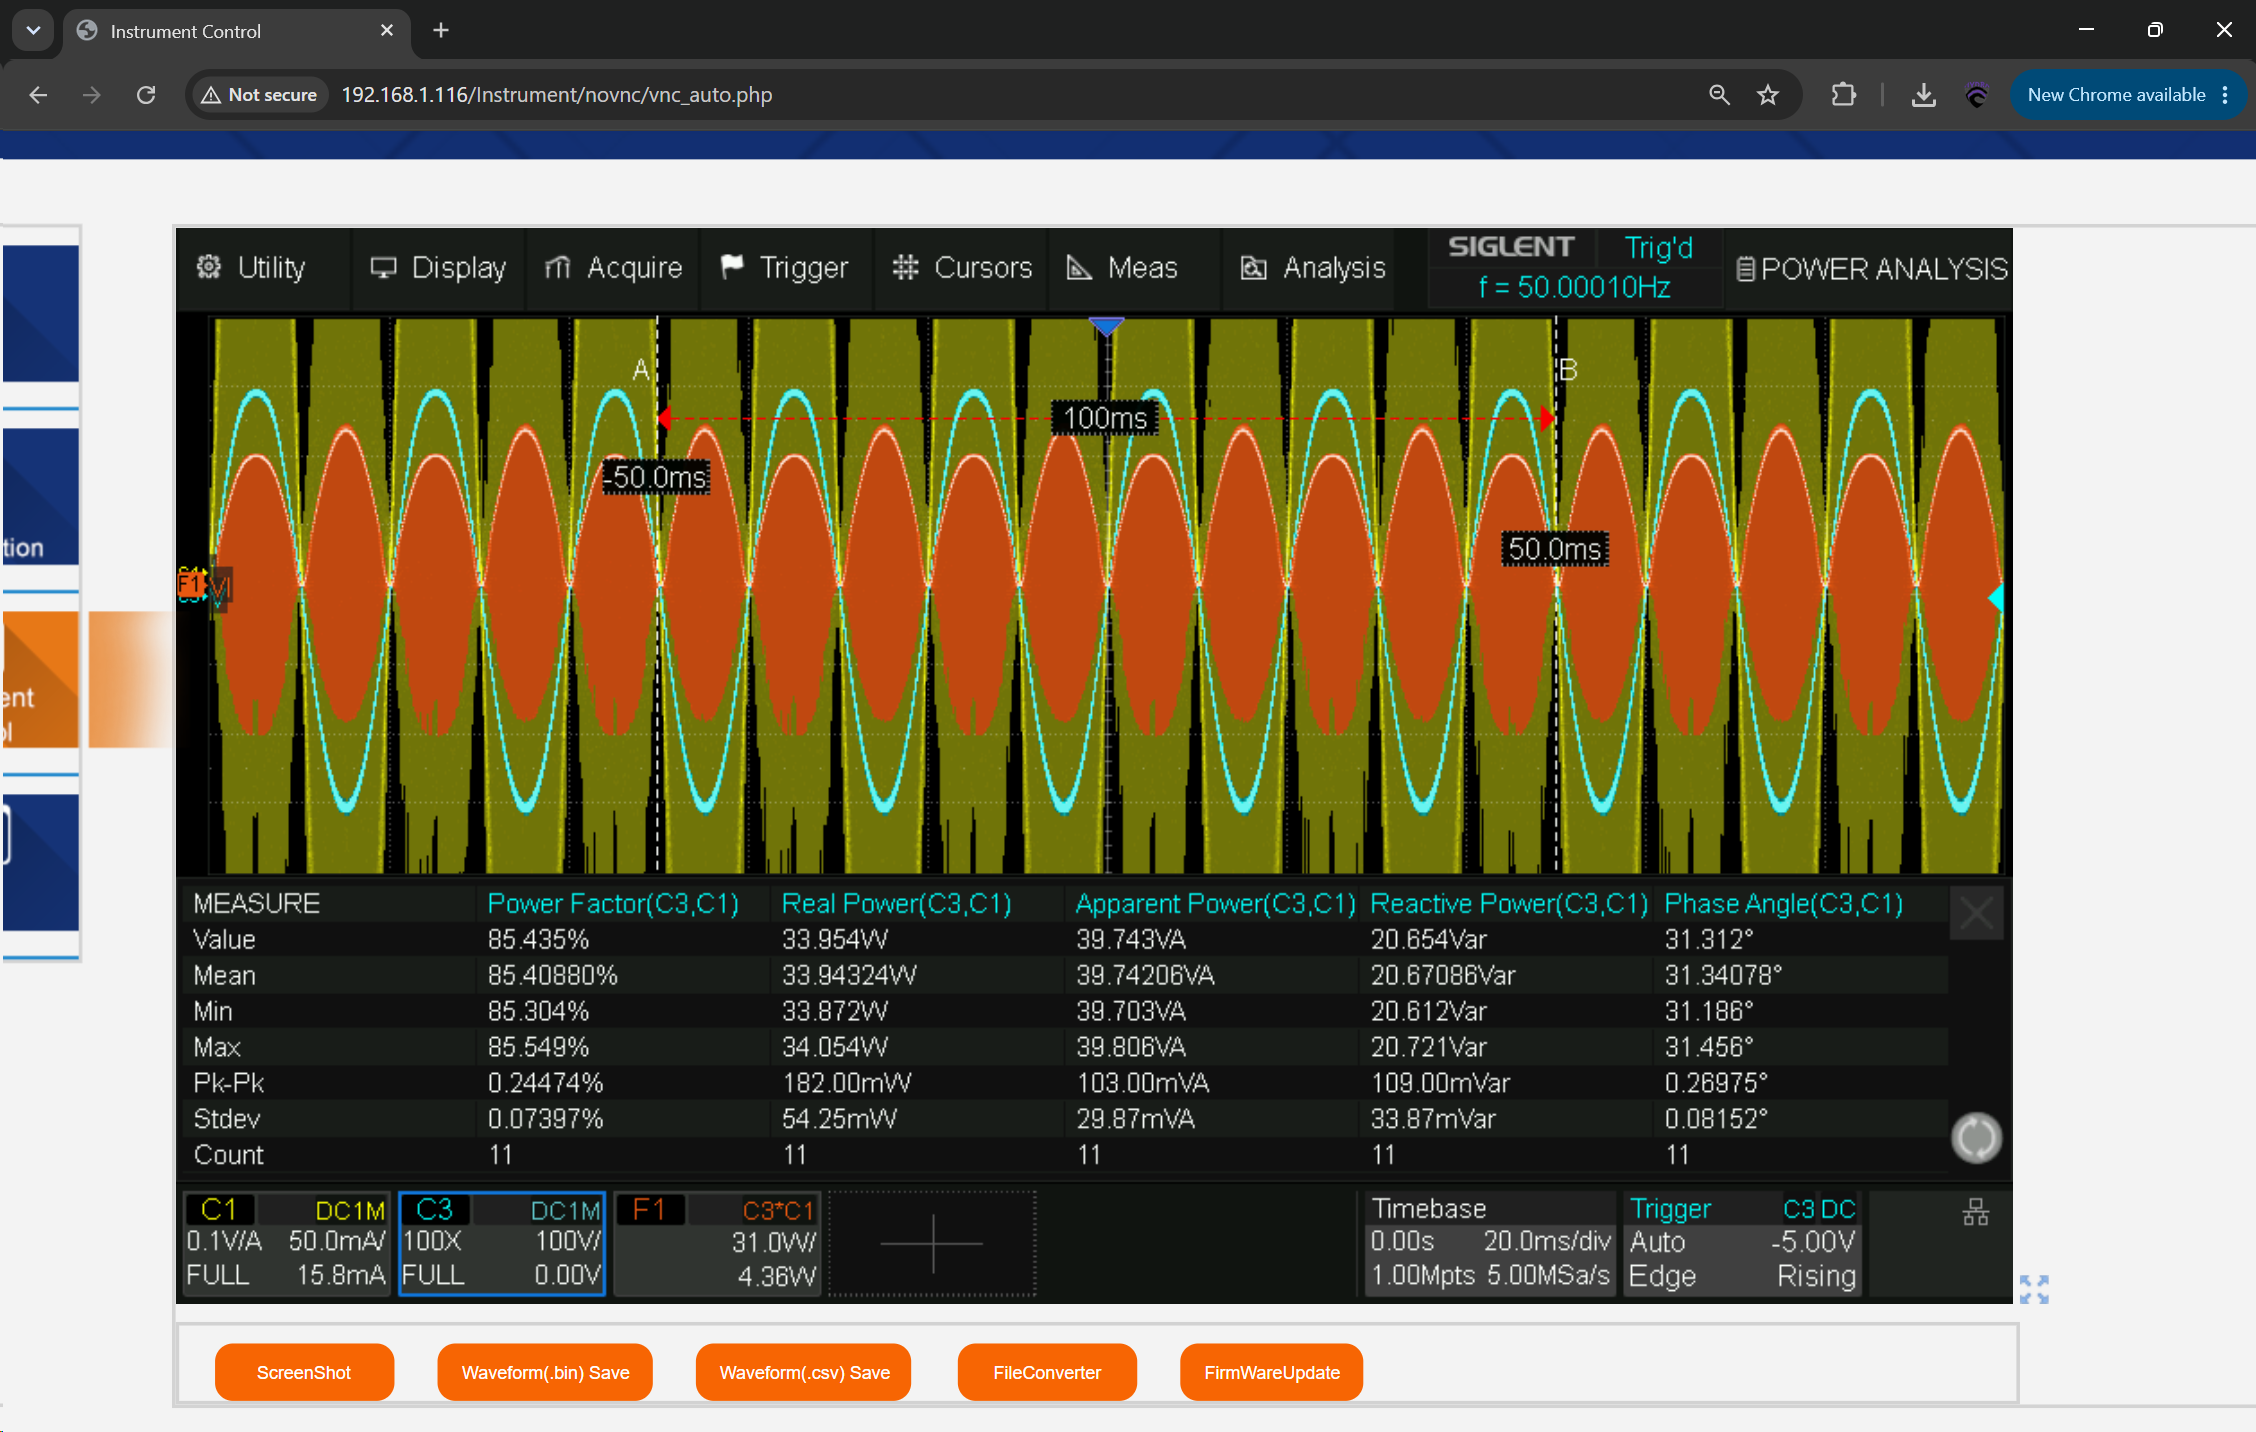 Instrument Control
Not secure 192.168.1.116/Instrument/novnc/vnc_auto.php New Chrome available
Utility Display Acquire Trigger Cursors Meas Analysis SIGLENT Trig'd POWER ANALYSIS
f = 50.00010Hz
A B
100ms
-50.0ms
50.0ms
tion
F1
ent
MEASURE Power Factor(C3,C1) Real Power(C3,C1) Apparent Power(C3,C1) Reactive Power(C3,C1) Phase Angle(C3,C1)
Value 85.435% 33.954W 39.743VA 20.654Var 31.312°
Mean 85.40880% 33.94324W 39.74206VA 20.67086Var 31.34078°
Min 85.304% 33.872W 39.703VA 20.612Var 31.186°
Max 85.549% 34.054W 39.806VA 20.721Var 31.456°
Pk-Pk 0.24474% 182.00mW 103.00mVA 109.00mVar 0.26975°
Stdev 0.07397% 54.25mW 29.87mVA 33.87mVar 0.08152°
Count 11 11 11 11 11
C1 DC1M C3 DC1M F1 C3*C1 Timebase Trigger C3 DC
0.1V/A 50.0mA/ 100X 100V/ 31.0W/ 0.00s 20.0ms/div Auto -5.00V
FULL 15.8mA FULL 0.00V 4.36W 1.00Mpts 5.00MSa/s Edge Rising
ScreenShot Waveform(.bin) Save Waveform(.csv) Save FileConverter FirmWareUpdate